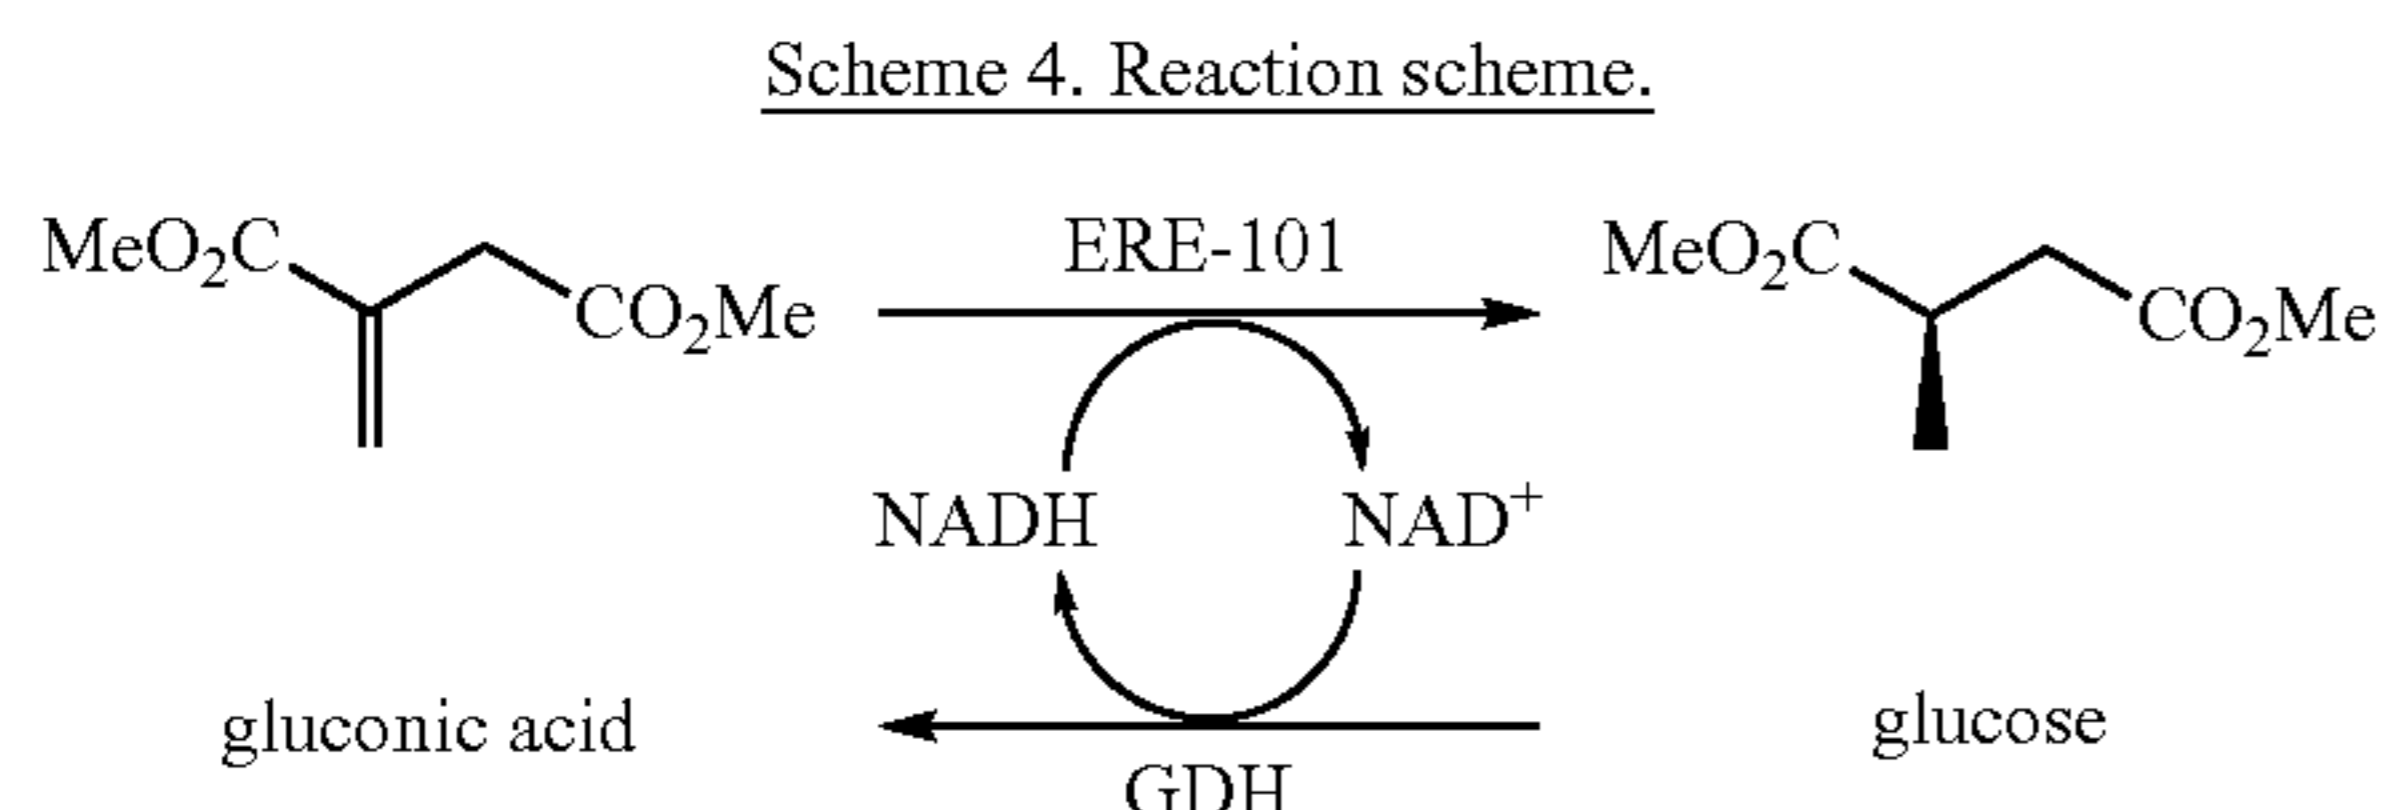 Scheme 4. Reaction scheme.
MeO₂C CO₂Me ERE-101 MeO₂C CO₂Me
NADH NAD⁺
gluconic acid glucose
GDH